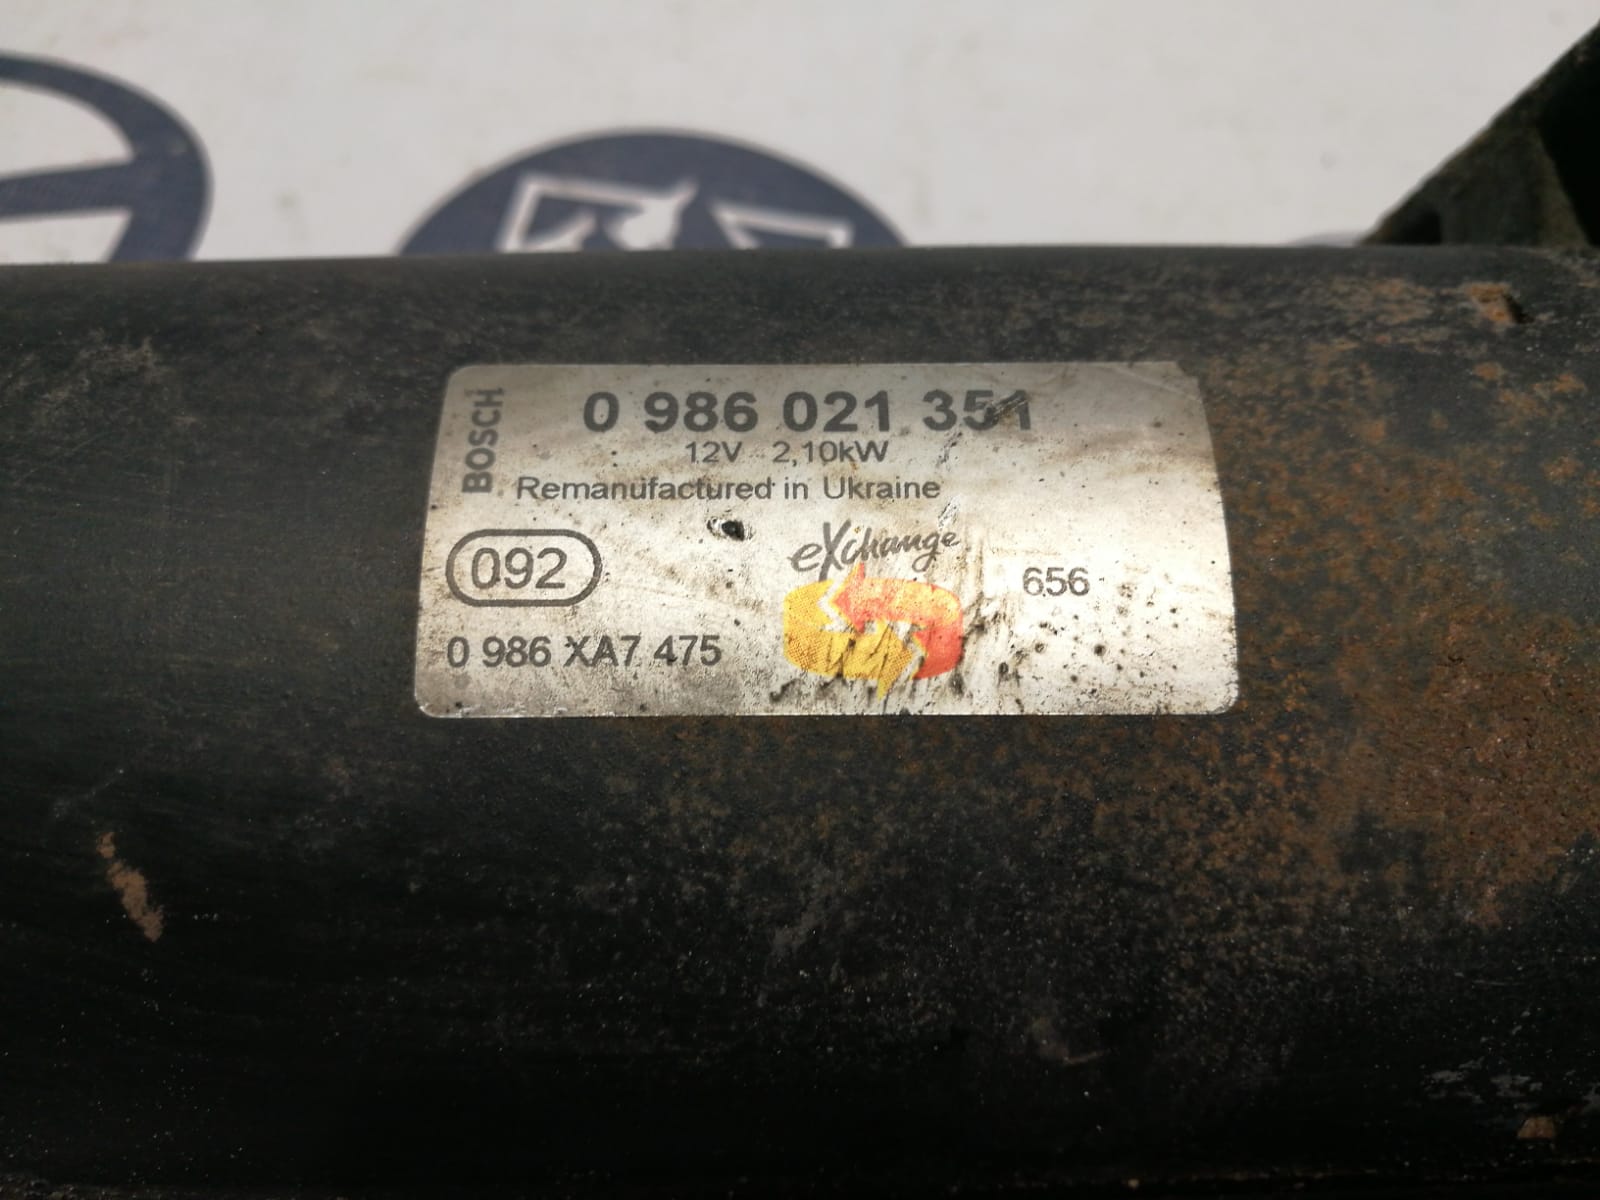 BOSCH
0 986 021 351
12V 2,10kW
Remanufactured in Ukraine
092
eXchange
656
0 986 XA7 475